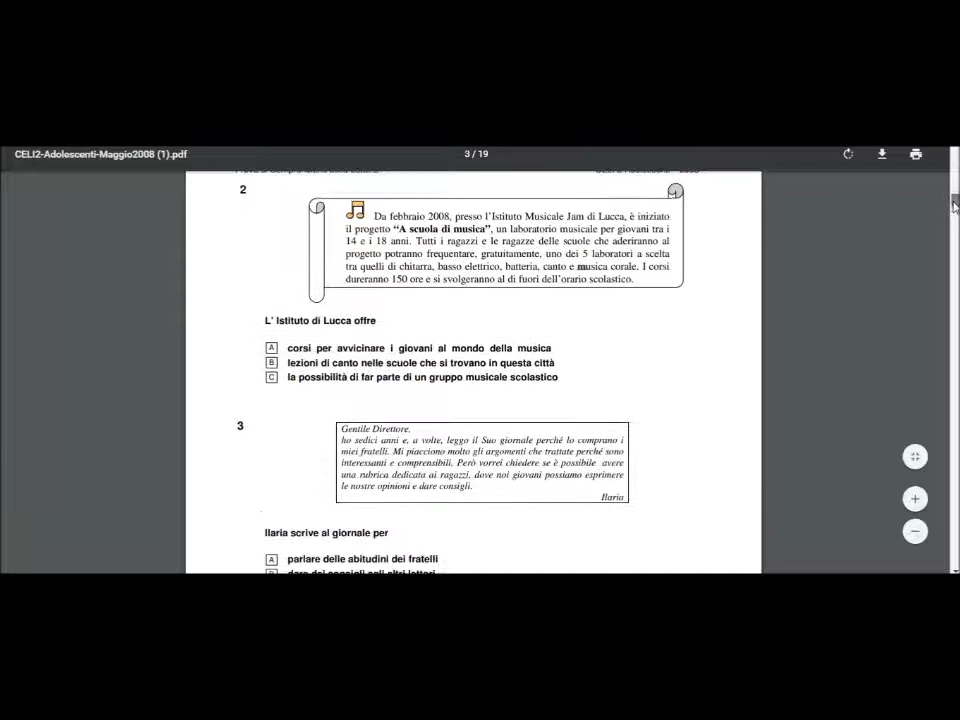 CELI2-Adolescenti-Maggio2008 (1).pdf
3 / 19
2
Da febbraio 2008, presso l'Istituto Musicale Jam di Lucca, è iniziato
il progetto “A scuola di musica”, un laboratorio musicale per giovani tra i
14 e i 18 anni. Tutti i ragazzi e le ragazze delle scuole che aderiranno al
progetto potranno frequentare, gratuitamente, uno dei 5 laboratori a scelta
tra quelli di chitarra, basso elettrico, batteria, canto e musica corale. I corsi
dureranno 150 ore e si svolgeranno al di fuori dell'orario scolastico.
L' Istituto di Lucca offre
A corsi per avvicinare i giovani al mondo della musica
B lezioni di canto nelle scuole che si trovano in questa città
C la possibilità di far parte di un gruppo musicale scolastico
3
Gentile Direttore,
ho sedici anni e, a volte, leggo il Suo giornale perché lo comprano i
miei fratelli. Mi piacciono molto gli argomenti che trattate perché sono
interessanti e comprensibili. Però vorrei chiedere se è possibile avere
una rubrica dedicata ai ragazzi, dove noi giovani possiamo esprimere
le nostre opinioni e dare consigli.
Ilaria
Ilaria scrive al giornale per
A parlare delle abitudini dei fratelli